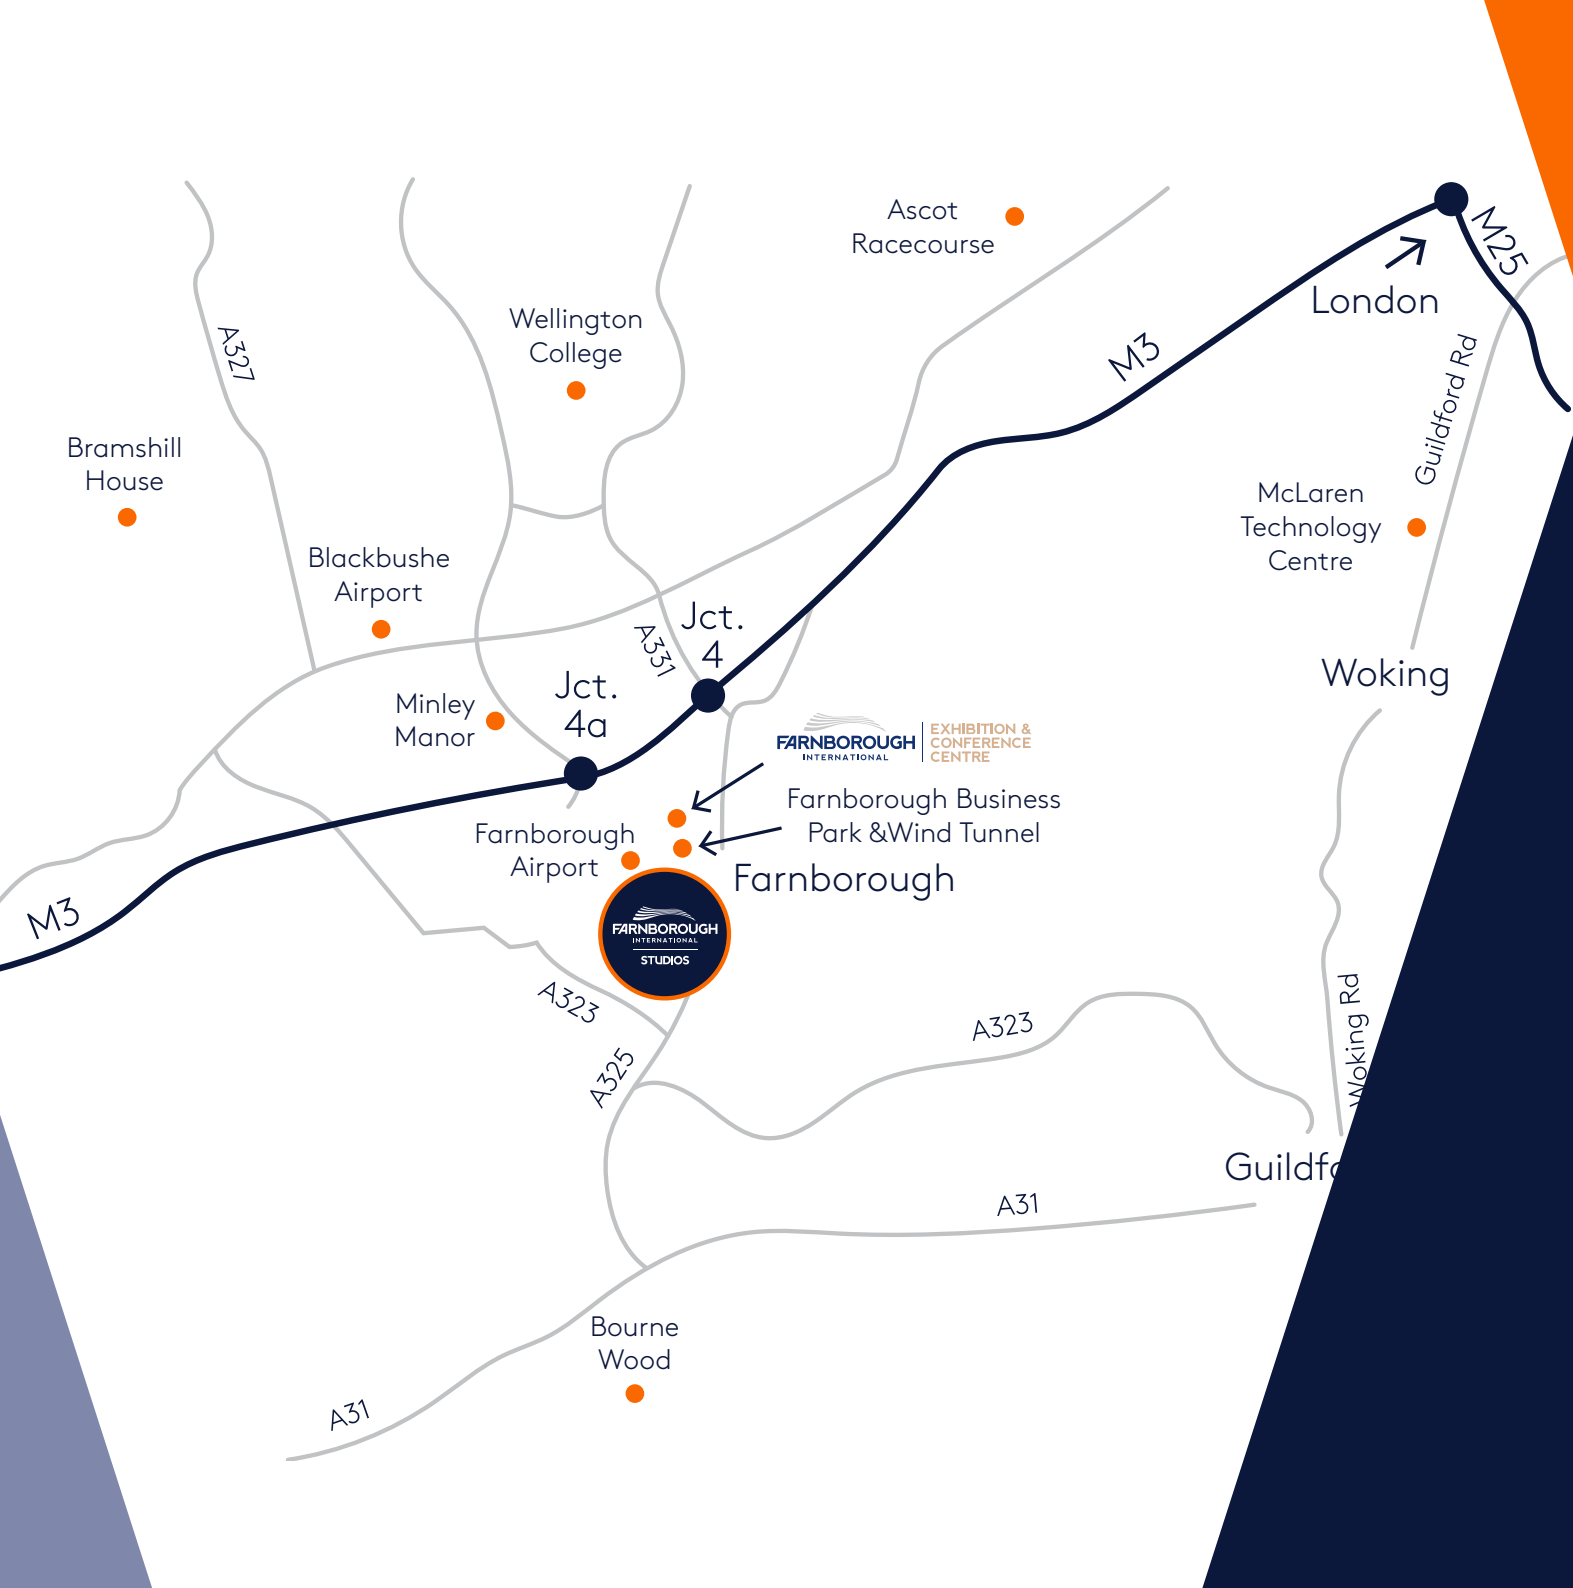 Ascot
Racecourse
M25
London
A327
Wellington
College
M3
Guildford Rd
Bramshill
House
McLaren
Technology
Centre
Blackbushe
Airport
Jct.
4
A331
Woking
Jct.
4a
Minley
Manor
FARNBOROUGH
INTERNATIONAL
EXHIBITION &
CONFERENCE
CENTRE
Farnborough Business
Park &Wind Tunnel
Farnborough
Airport
Farnborough
M3
FARNBOROUGH
INTERNATIONAL
STUDIOS
A323
A323
Woking Rd
A325
Guildfo
A31
Bourne
Wood
A31